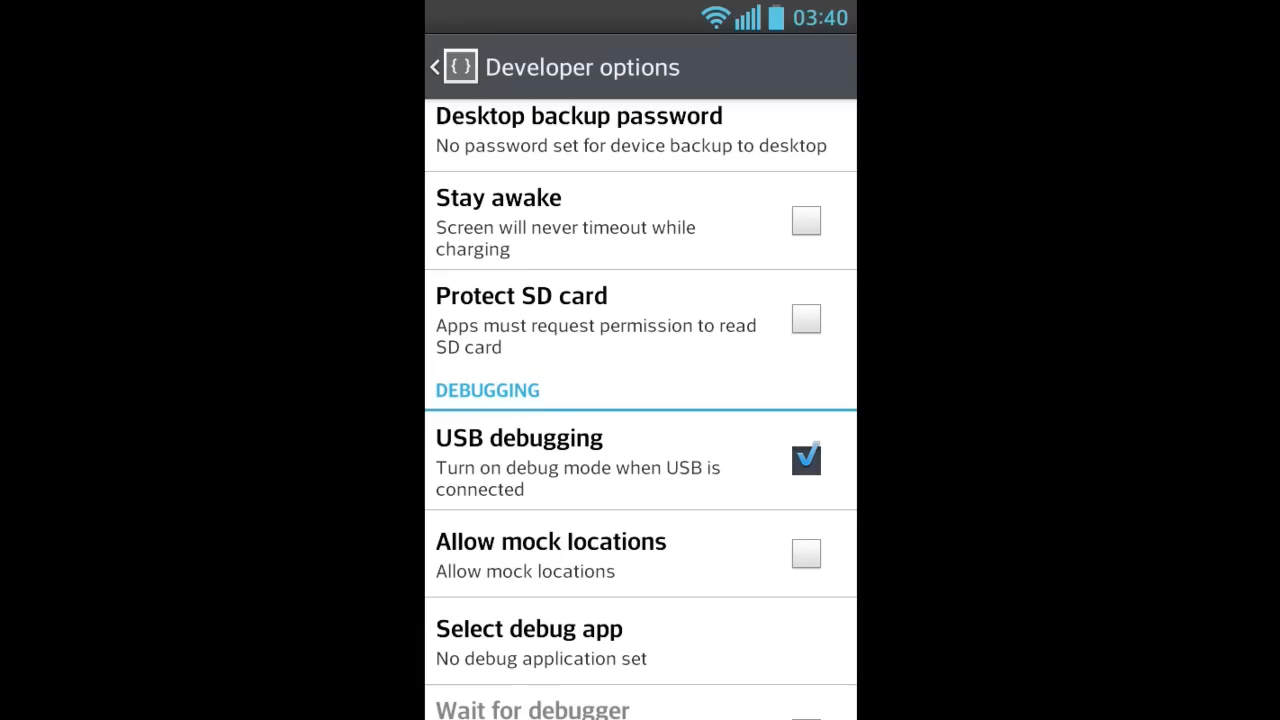 03:40
Developer options
Desktop backup password
No password set for device backup to desktop
Stay awake
Screen will never timeout while
charging
Protect SD card
Apps must request permission to read
SD card
DEBUGGING
USB debugging
Turn on debug mode when USB is
connected
Allow mock locations
Allow mock locations
Select debug app
No debug application set
Wait for debugger